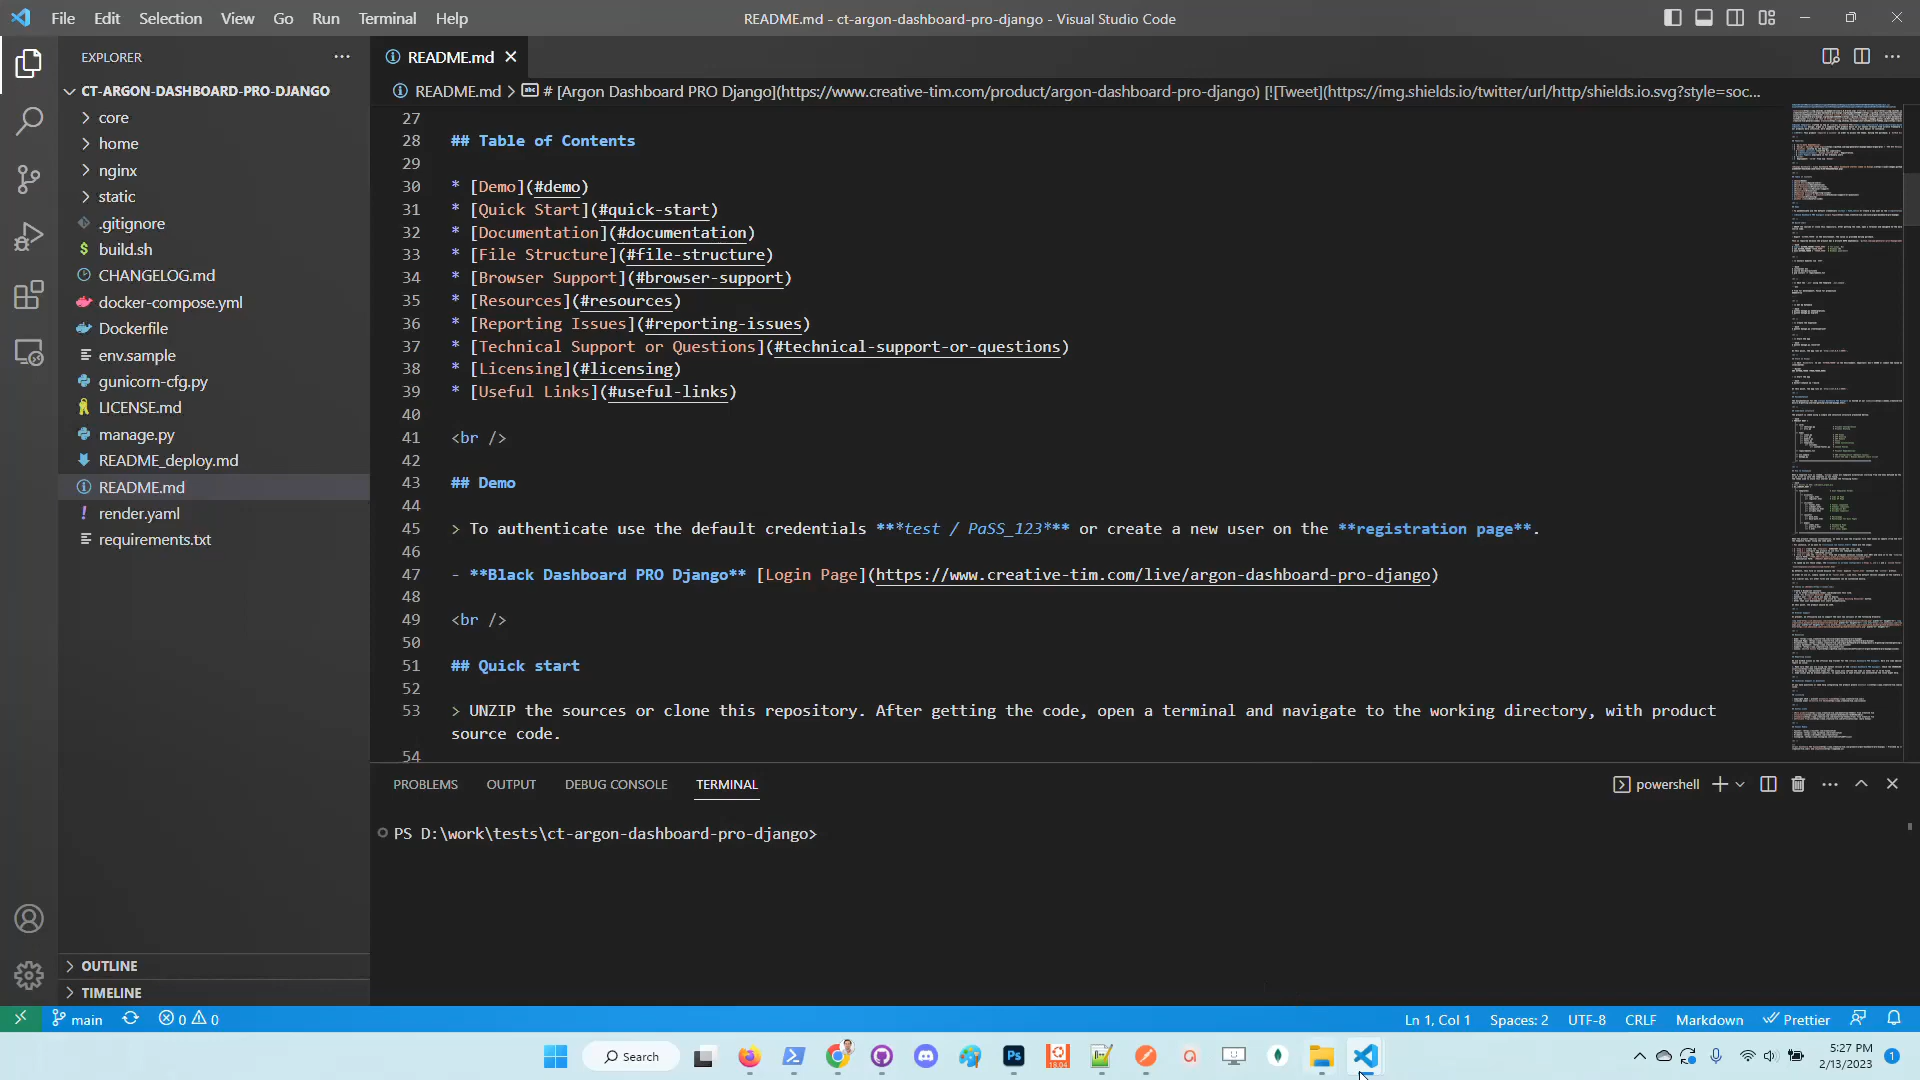 File Edit Selection View Go Run Terminal Help
README.md - ct-argon-dashboard-pro-django - Visual Studio Code
EXPLORER
README.md
CT-ARGON-DASHBOARD-PRO-DJANGO
README.md > # [Argon Dashboard PRO Django](https://www.creative-tim.com/product/argon-dashboard-pro-django) [![Tweet](https://img.shields.io/twitter/url/http/shields.io.svg?style=soc...
core
home
nginx
static
.gitignore
$ build.sh
CHANGELOG.md
docker-compose.yml
Dockerfile
env.sample
gunicorn-cfg.py
LICENSE.md
manage.py
README_deploy.md
README.md
! render.yaml
requirements.txt
OUTLINE
TIMELINE
27
28 ## Table of Contents
29
30 * [Demo](#demo)
31 * [Quick Start](#quick-start)
32 * [Documentation](#documentation)
33 * [File Structure](#file-structure)
34 * [Browser Support](#browser-support)
35 * [Resources](#resources)
36 * [Reporting Issues](#reporting-issues)
37 * [Technical Support or Questions](#technical-support-or-questions)
38 * [Licensing](#licensing)
39 * [Useful Links](#useful-links)
40
41 <br />
42
43 ## Demo
44
45 > To authenticate use the default credentials ***test / PaSS_123*** or create a new user on the **registration page**.
46
47 - **Black Dashboard PRO Django** [Login Page](https://www.creative-tim.com/live/argon-dashboard-pro-django)
48
49 <br />
50
51 ## Quick start
52
53 > UNZIP the sources or clone this repository. After getting the code, open a terminal and navigate to the working directory, with product
source code.
54
PROBLEMS OUTPUT DEBUG CONSOLE TERMINAL
powershell
PS D:\work\tests\ct-argon-dashboard-pro-django>
main 0 0
Ln 1, Col 1 Spaces: 2 UTF-8 CRLF Markdown Prettier
Search
Ps
18.04
5:27 PM
2/13/2023
1